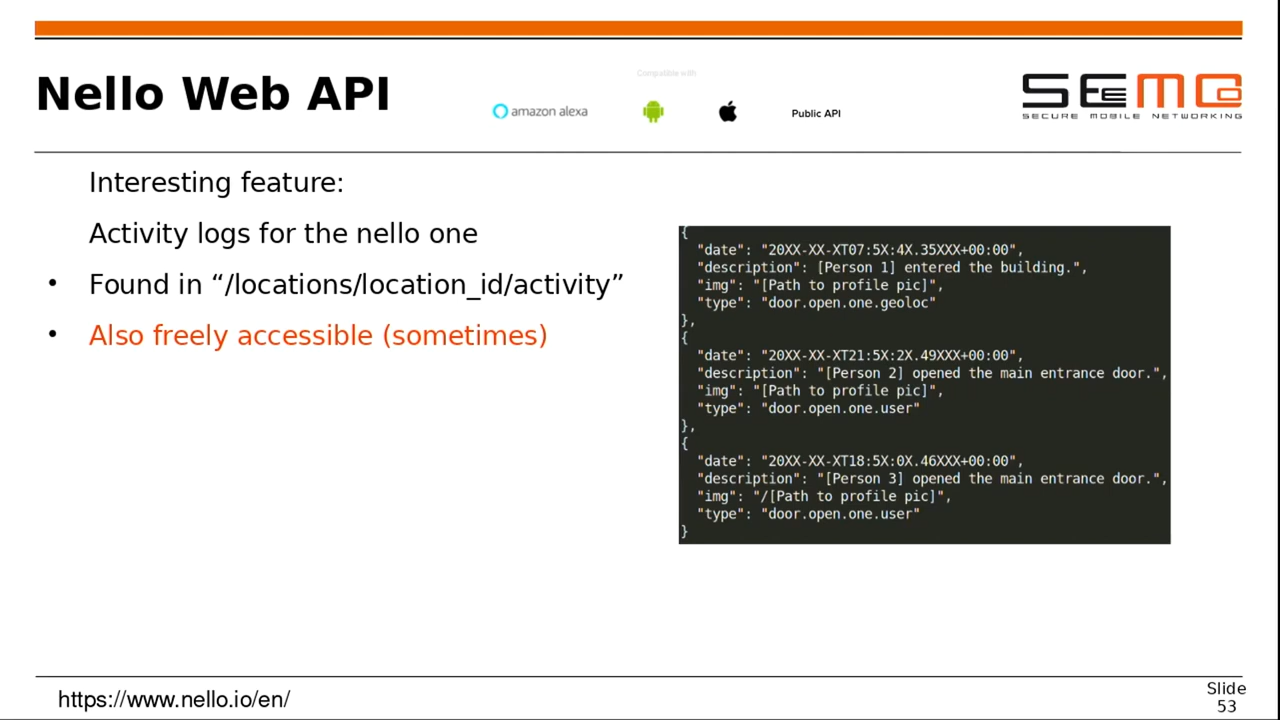 Nello Web API
Compatible with
amazon alexa
Public API
SEEMOO
SECURE MOBILE NETWORKING
Interesting feature:
Activity logs for the nello one
• Found in “/locations/location_id/activity”
• Also freely accessible (sometimes)
{
"date": "20XX-XX-XT07:5X:4X.35XXX+00:00",
"description": [Person 1] entered the building.",
"img": "[Path to profile pic]",
"type": "door.open.one.geoloc"
},
{
"date": "20XX-XX-XT21:5X:2X.49XXX+00:00",
"description": "[Person 2] opened the main entrance door.",
"img": "[Path to profile pic]",
"type": "door.open.one.user"
},
{
"date": "20XX-XX-XT18:5X:0X.46XXX+00:00",
"description": "[Person 3] opened the main entrance door.",
"img": "/[Path to profile pic]",
"type": "door.open.one.user"
}
https://www.nello.io/en/
Slide
53